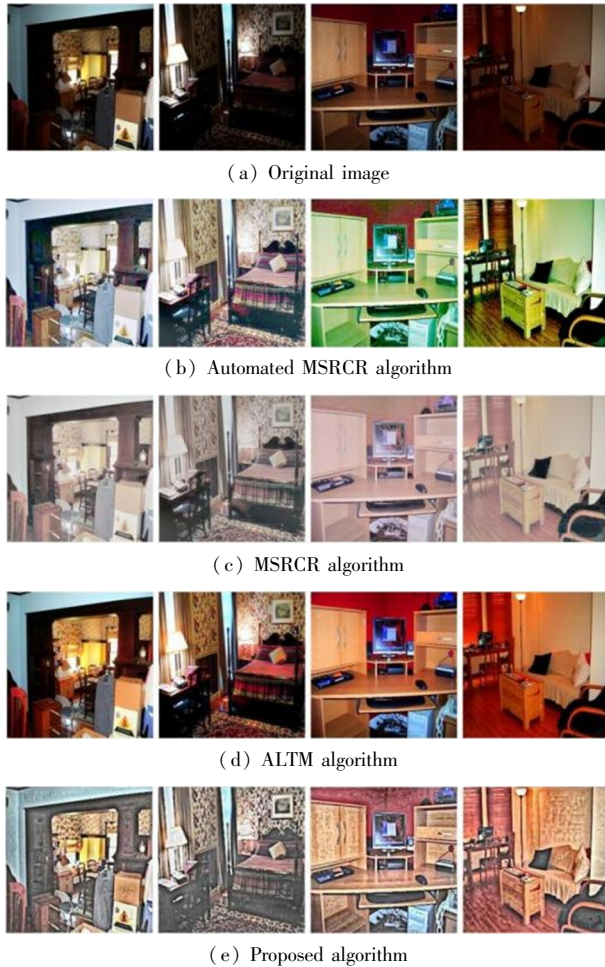 (a) Original image
(b) Automated MSRCR algorithm
(c) MSRCR algorithm
(d) ALTM algorithm
(e) Proposed algorithm